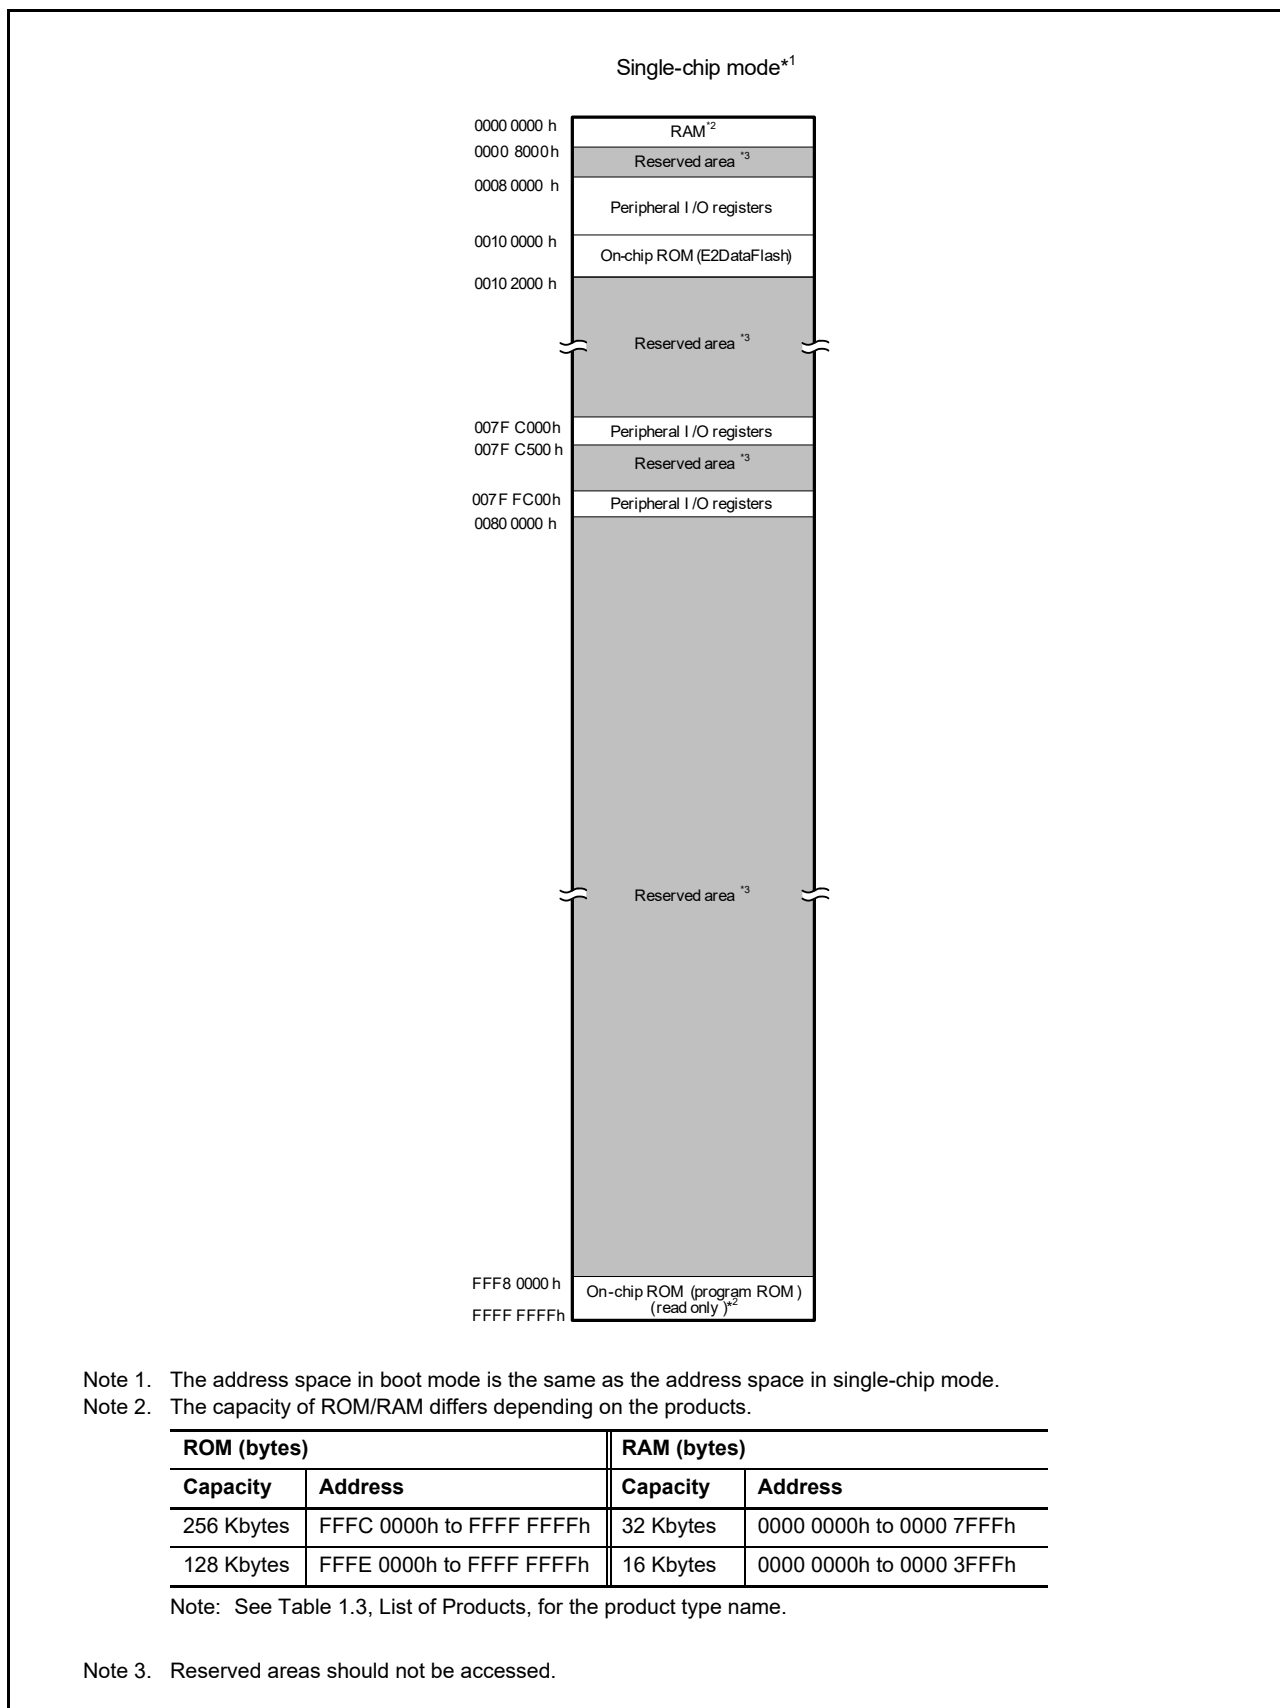 Single-chip mode*1
0000 0000 h
RAM*2
0000 8000h
Reserved area *3
0008 0000 h
Peripheral I /O registers
0010 0000 h
On-chip ROM (E2DataFlash)
0010 2000 h
Reserved area *3
007F C000h
Peripheral I /O registers
007F C500 h
Reserved area *3
007F FC00h
Peripheral I /O registers
0080 0000 h
Reserved area *3
FFF8 0000 h
On-chip ROM (program ROM )
(read only )*2
FFFF FFFFh
Note 1. The address space in boot mode is the same as the address space in single-chip mode.
Note 2. The capacity of ROM/RAM differs depending on the products.
ROM (bytes) RAM (bytes)
Capacity Address Capacity Address
256 Kbytes FFFC 0000h to FFFF FFFFh 32 Kbytes 0000 0000h to 0000 7FFFh
128 Kbytes FFFE 0000h to FFFF FFFFh 16 Kbytes 0000 0000h to 0000 3FFFh
Note: See Table 1.3, List of Products, for the product type name.
Note 3. Reserved areas should not be accessed.